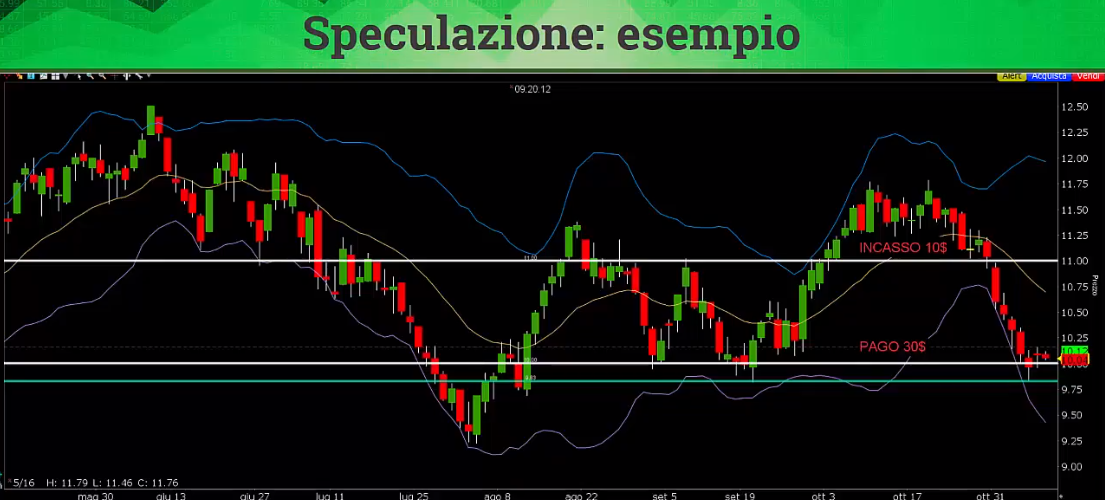 Speculazione: esempio
Alert Acquista Vendi
09.20.12
12.50
12.25
12.00
11.75
11.50
11.25
INCASSO 10$
11.00
11.00
10.75
Prezzo
10.50
10.25
PAGO 30$
10.00
9.75
9.50
9.25
9.00
5/16 H: 11.79 L: 11.46 C: 11.76
mag 30 giu 13 giu 27 lug 11 lug 25 ago 8 ago 22 set 5 set 19 ott 3 ott 17 ott 31